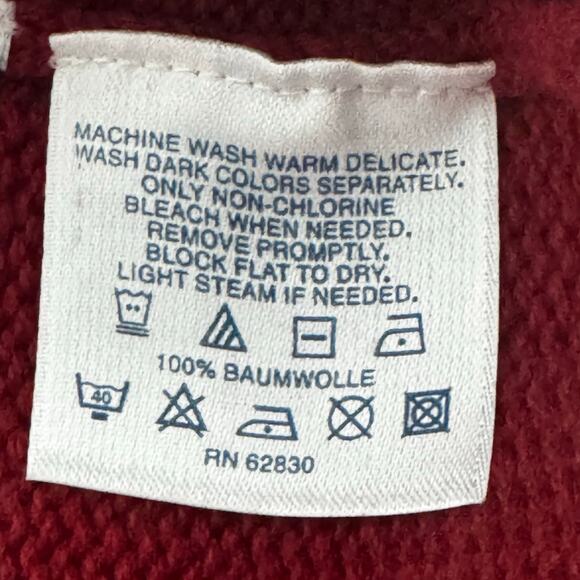 MACHINE WASH WARM DELICATE.
WASH DARK COLORS SEPARATELY.
ONLY NON-CHLORINE
BLEACH WHEN NEEDED.
REMOVE PROMPTLY.
BLOCK FLAT TO DRY.
LIGHT STEAM IF NEEDED.
100% BAUMWOLLE
40
RN 62830